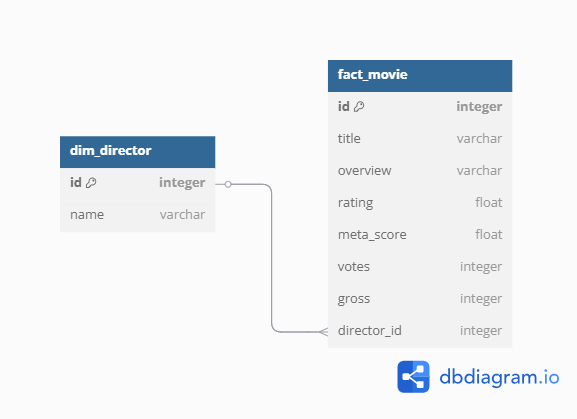 dim_director
id integer
name varchar
fact_movie
id integer
title varchar
overview varchar
rating float
meta_score float
votes integer
gross integer
director_id integer
dbdiagram.io